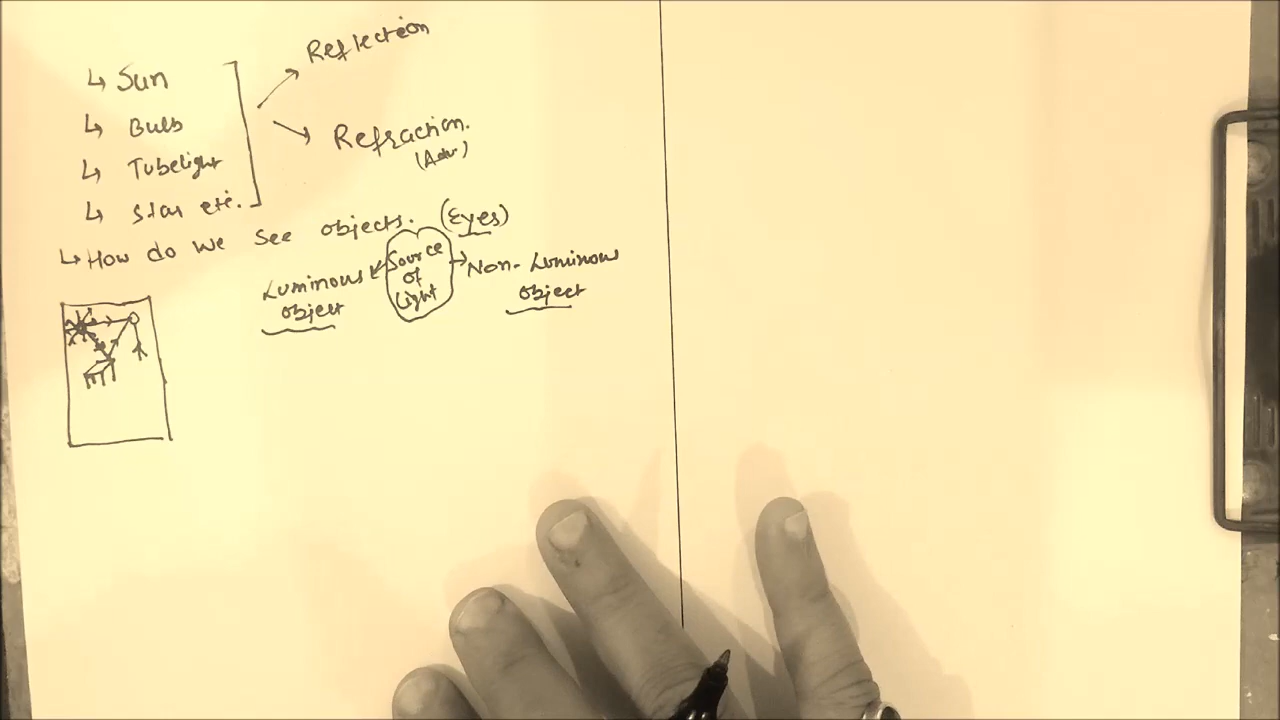 ↳ Sun
Reflection
↳ Bulb
Refraction.
(Adv.)
↳ Tubelight
↳ Star etc.
↳ How do we see objects. (Eyes)
Luminous object
Source of Light
Non-Luminous object